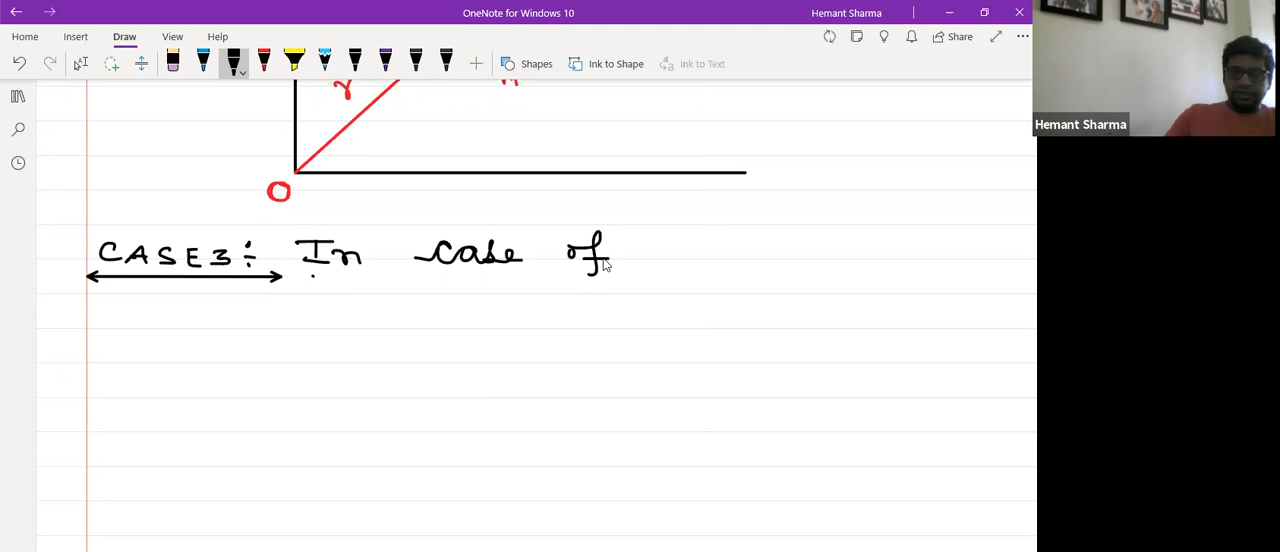 OneNote for Windows 10
Hemant Sharma
Home Insert Draw View Help
Share
Shapes
Ink to Shape
Ink to Text
Hemant Sharma
r
O
CASE3÷ In case of